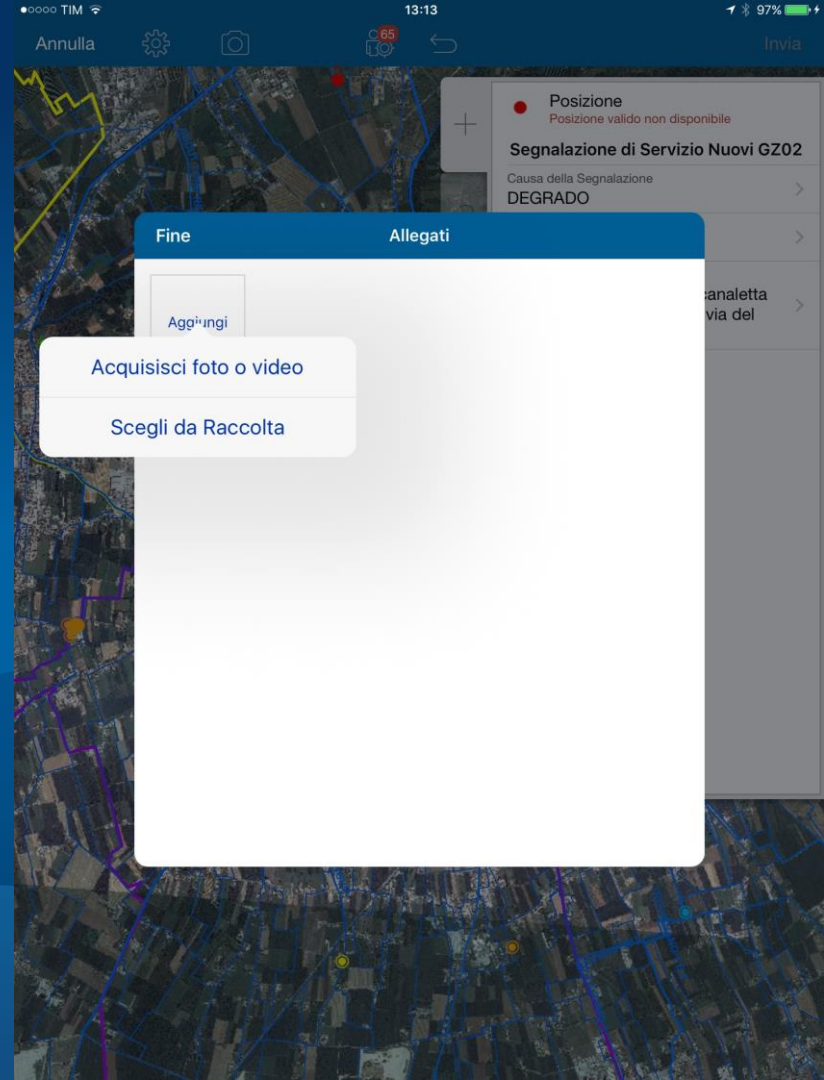 TIM
13:13
97%
Annulla
65
Invia
Posizione
Posizione valido non disponibile
Segnalazione di Servizio Nuovi GZ02
Causa della Segnalazione
DEGRADO
Fine
Allegati
canaletta
via del
Aggiungi
Acquisisci foto o video
Scegli da Raccolta